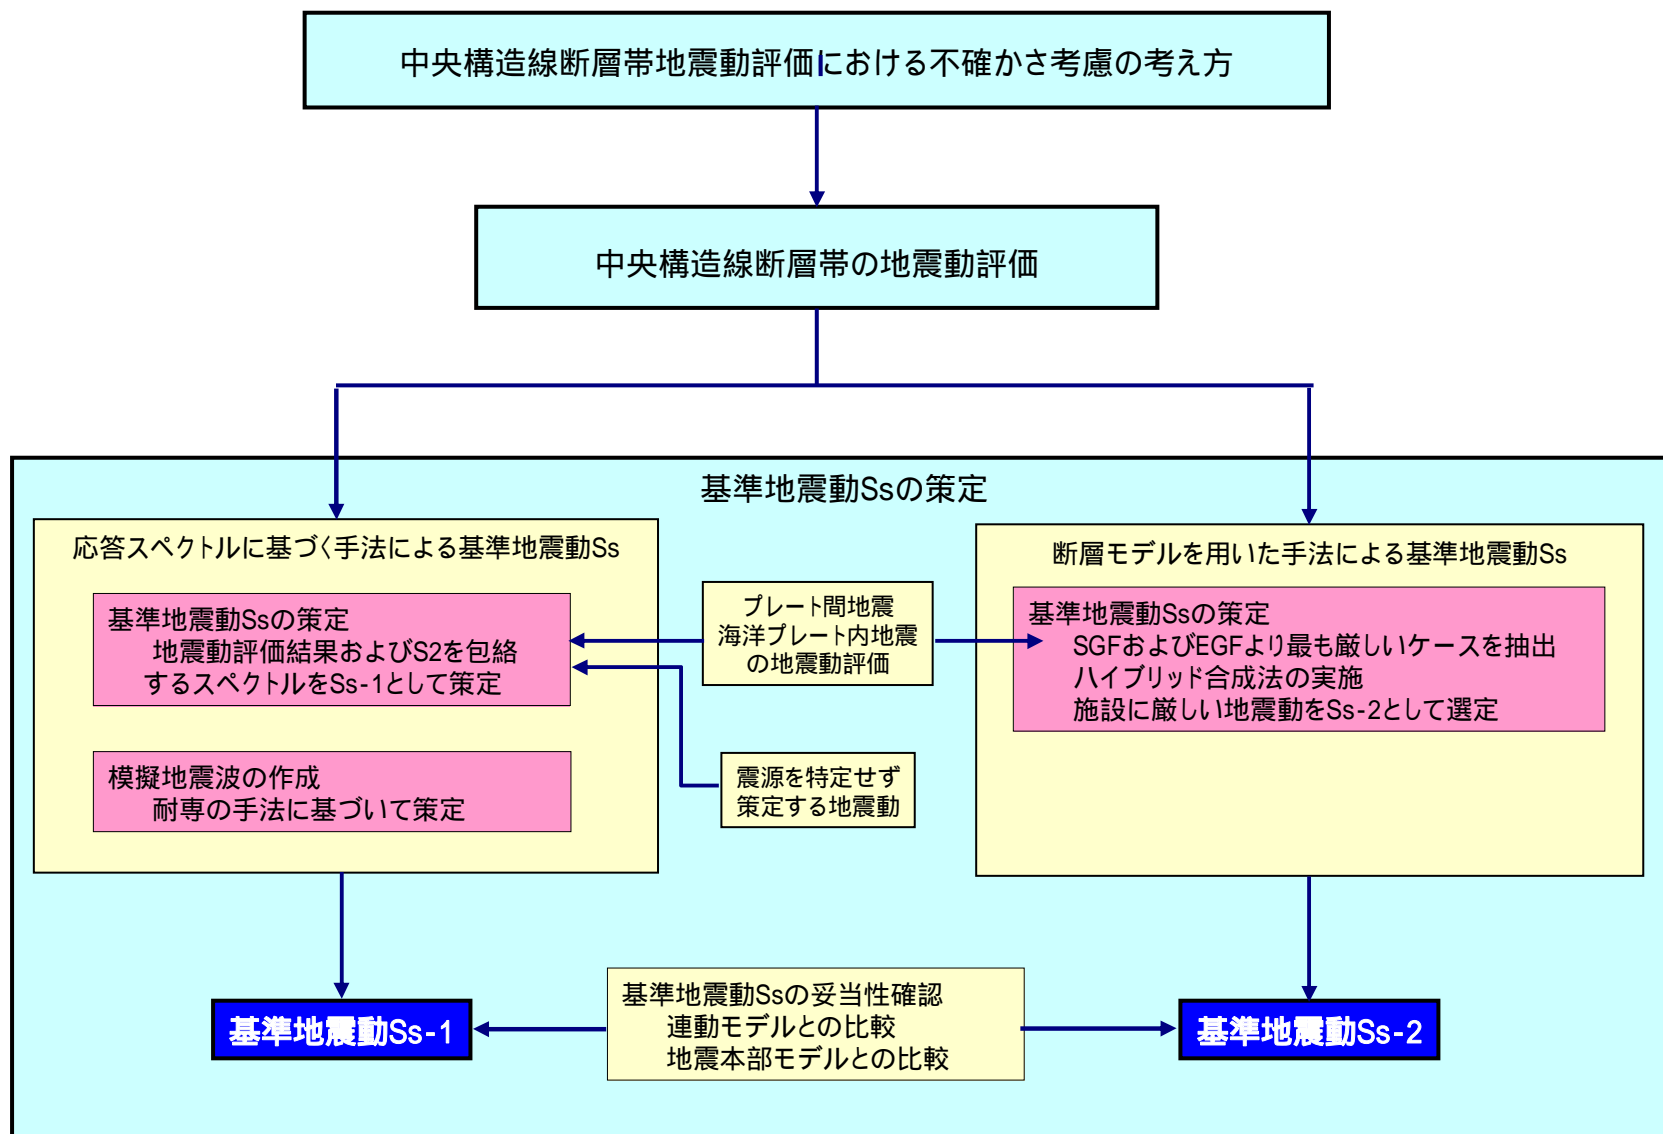 中央構造線断層帯地震動評価における不確かさ考慮の考え方
中央構造線断層帯の地震動評価
基準地震動Ssの策定
応答スペクトルに基づく手法による基準地震動Ss
基準地震動Ssの策定
地震動評価結果およびS2を包絡
するスペクトルをSs-1として策定
模擬地震波の作成
耐専の手法に基づいて策定
プレート間地震
海洋プレート内地震
の地震動評価
震源を特定せず
策定する地震動
断層モデルを用いた手法による基準地震動Ss
基準地震動Ssの策定
SGFおよびEGFより最も厳しいケースを抽出
ハイブリッド合成法の実施
施設に厳しい地震動をSs-2として選定
基準地震動Ss-1
基準地震動Ssの妥当性確認
連動モデルとの比較
地震本部モデルとの比較
基準地震動Ss-2